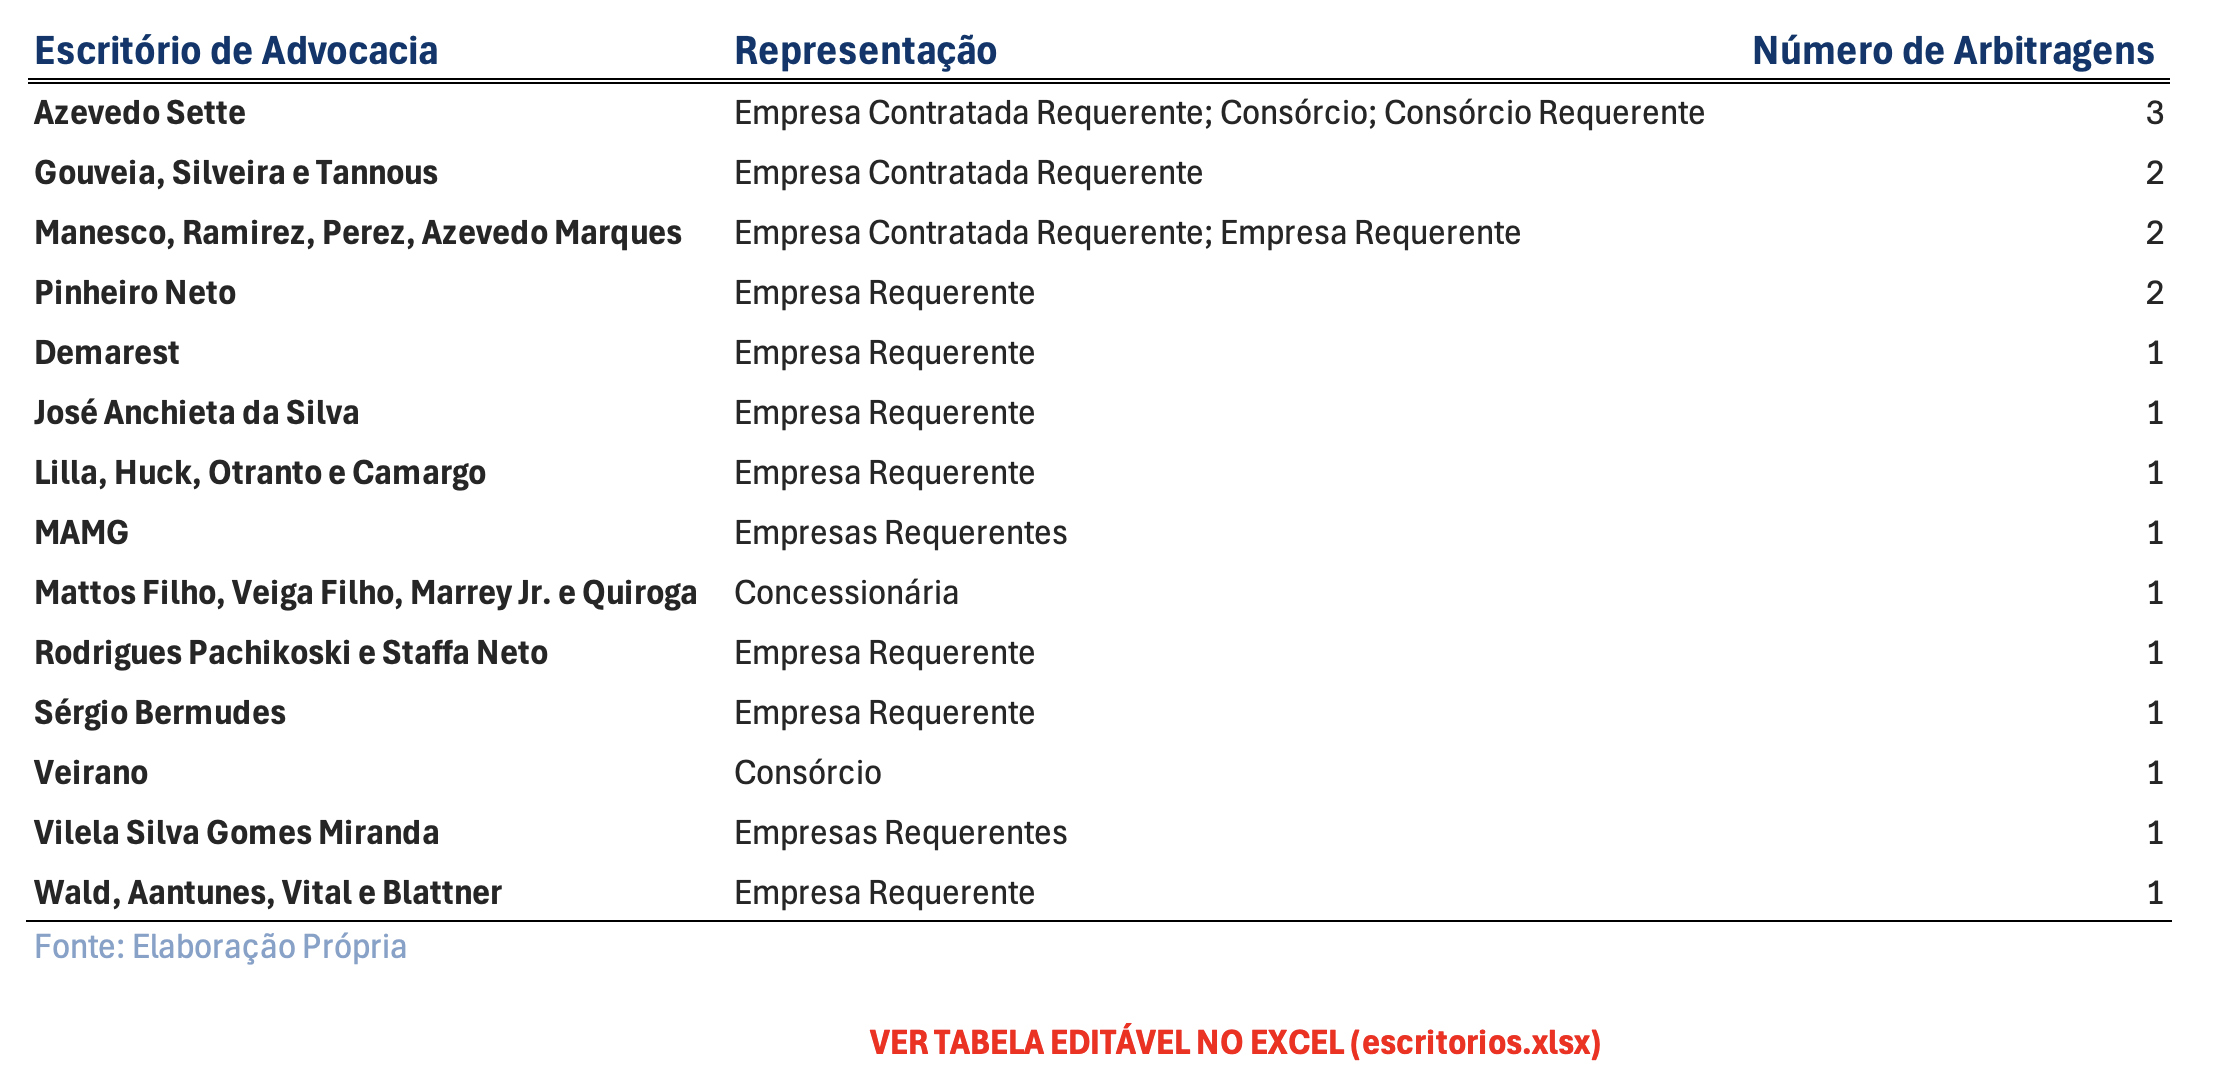 Escritório de Advocacia Representação Número de Arbitragens
Azevedo Sette Empresa Contratada Requerente; Consórcio; Consórcio Requerente 3
Gouveia, Silveira e Tannous Empresa Contratada Requerente 2
Manesco, Ramirez, Perez, Azevedo Marques Empresa Contratada Requerente; Empresa Requerente 2
Pinheiro Neto Empresa Requerente 2
Demarest Empresa Requerente 1
José Anchieta da Silva Empresa Requerente 1
Lilla, Huck, Otranto e Camargo Empresa Requerente 1
MAMG Empresas Requerentes 1
Mattos Filho, Veiga Filho, Marrey Jr. e Quiroga Concessionária 1
Rodrigues Pachikoski e Staffa Neto Empresa Requerente 1
Sérgio Bermudes Empresa Requerente 1
Veirano Consórcio 1
Vilela Silva Gomes Miranda Empresas Requerentes 1
Wald, Aantunes, Vital e Blattner Empresa Requerente 1
Fonte: Elaboração Própria
VER TABELA EDITÁVEL NO EXCEL (escritorios.xlsx)